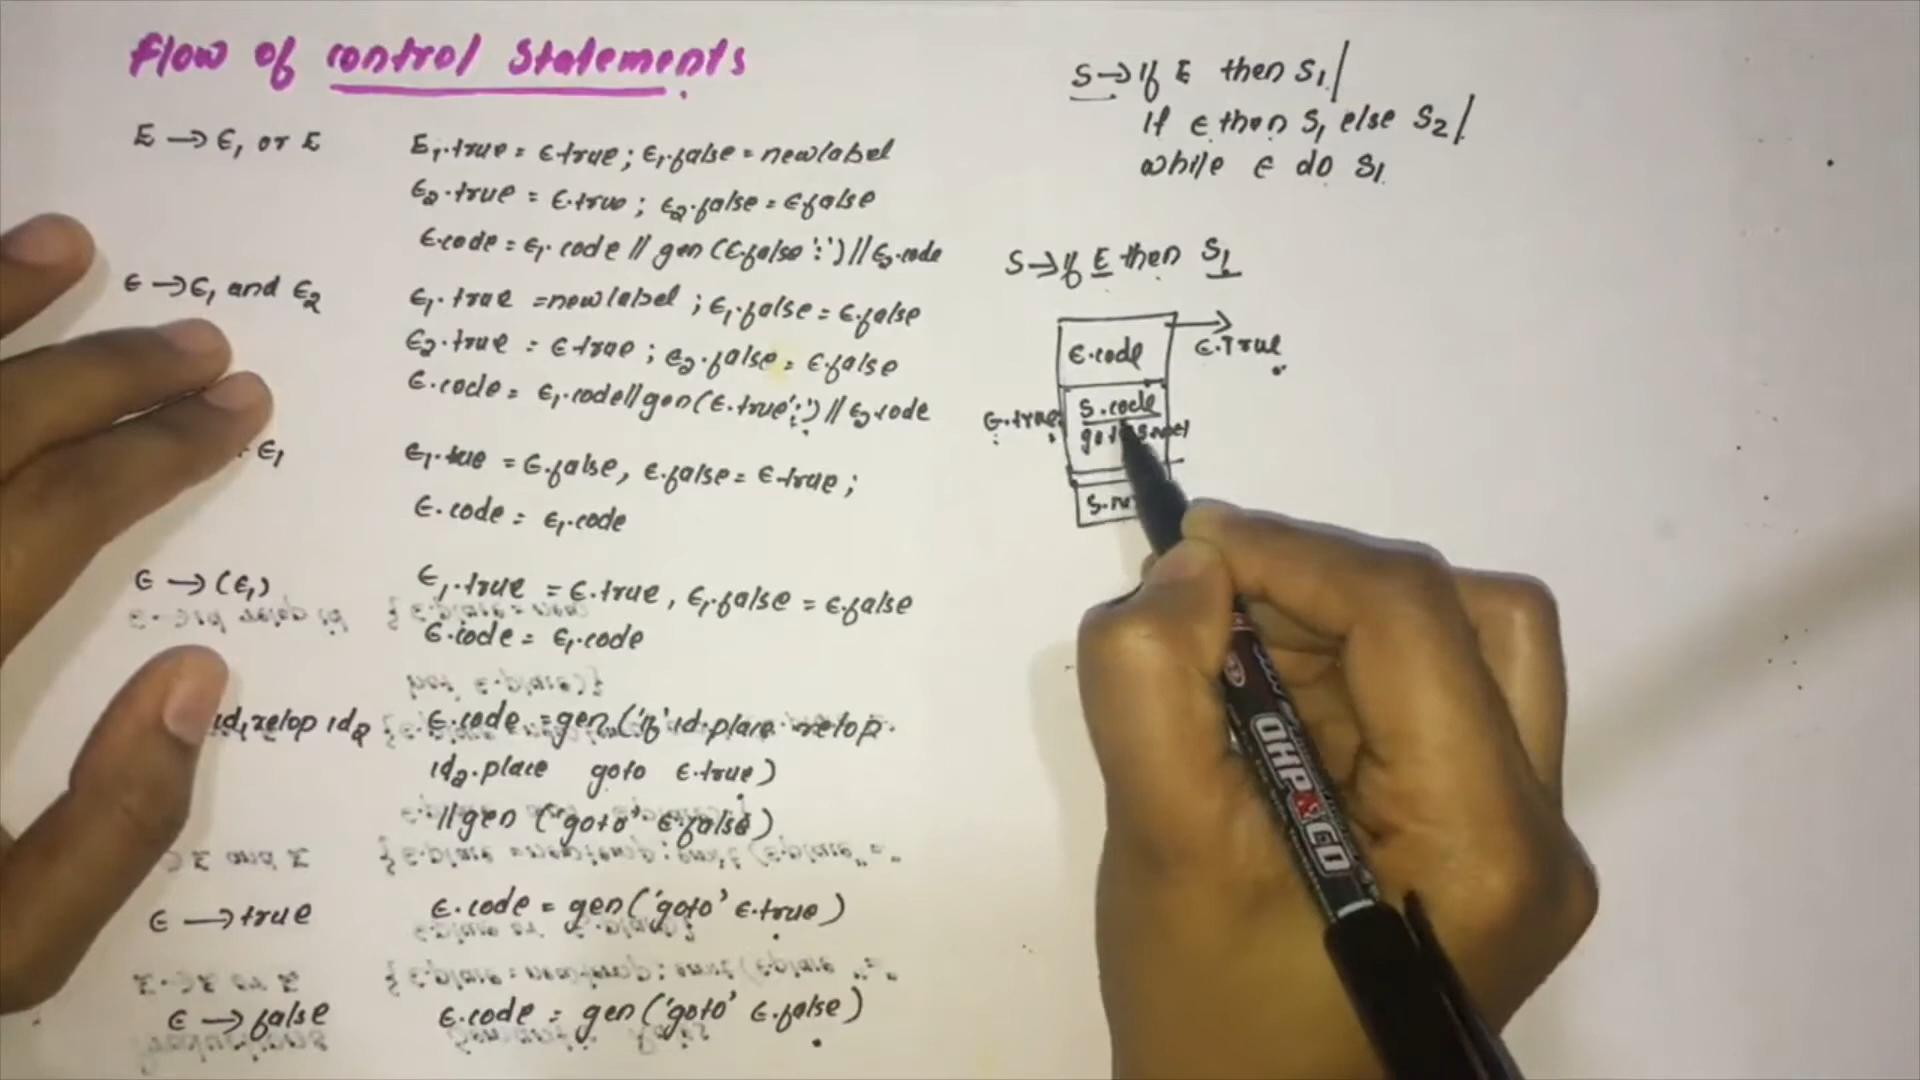 Flow of control Statements
E → E₁ or E
E₁.true = E.true; E₁.false = newlabel
E₂.true = E.true; E₂.false = E.false
E.code = E₁.code // gen (E.false ':') // E₂.code
E → E₁ and E₂
E₁.true = newlabel; E₁.false = E.false
E₂.true = E.true; E₂.false = E.false
E.code = E₁.code // gen (E.true ':') // E₂.code
E₁
E₁.true = E.false, E.false = E.true;
E.code = E₁.code
E → (E₁)
E₁.true = E.true, E₁.false = E.false
E.code = E₁.code
id₁ relop id₂
E.code = gen ('if' id.place relop.
id₂.place goto E.true)
// gen ('goto' E.false)
E → true
E.code = gen ('goto' E.true)
E → false
E.code = gen ('goto' E.false)
S → If E then S₁ /
If E then S₁ else S₂ /
while E do S₁
S → If E then S₁
E.code
E.True
E.true:
S.code
goto
OHPACO